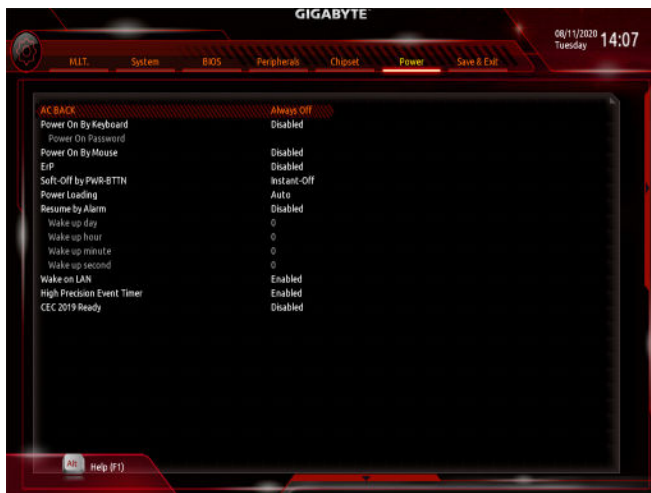 GIGABYTE™
08/11/2020 14:07
Tuesday
M.I.T. System BIOS Peripherals Chipset Power Save & Exit
AC BACK Always Off
Power On By Keyboard Disabled
Power On Password
Power On By Mouse Disabled
ErP Disabled
Soft-Off by PWR-BTTN Instant-Off
Power Loading Auto
Resume by Alarm Disabled
Wake up day 0
Wake up hour 0
Wake up minute 0
Wake up second 0
Wake on LAN Enabled
High Precision Event Timer Enabled
CEC 2019 Ready Disabled
Alt Help (F1)